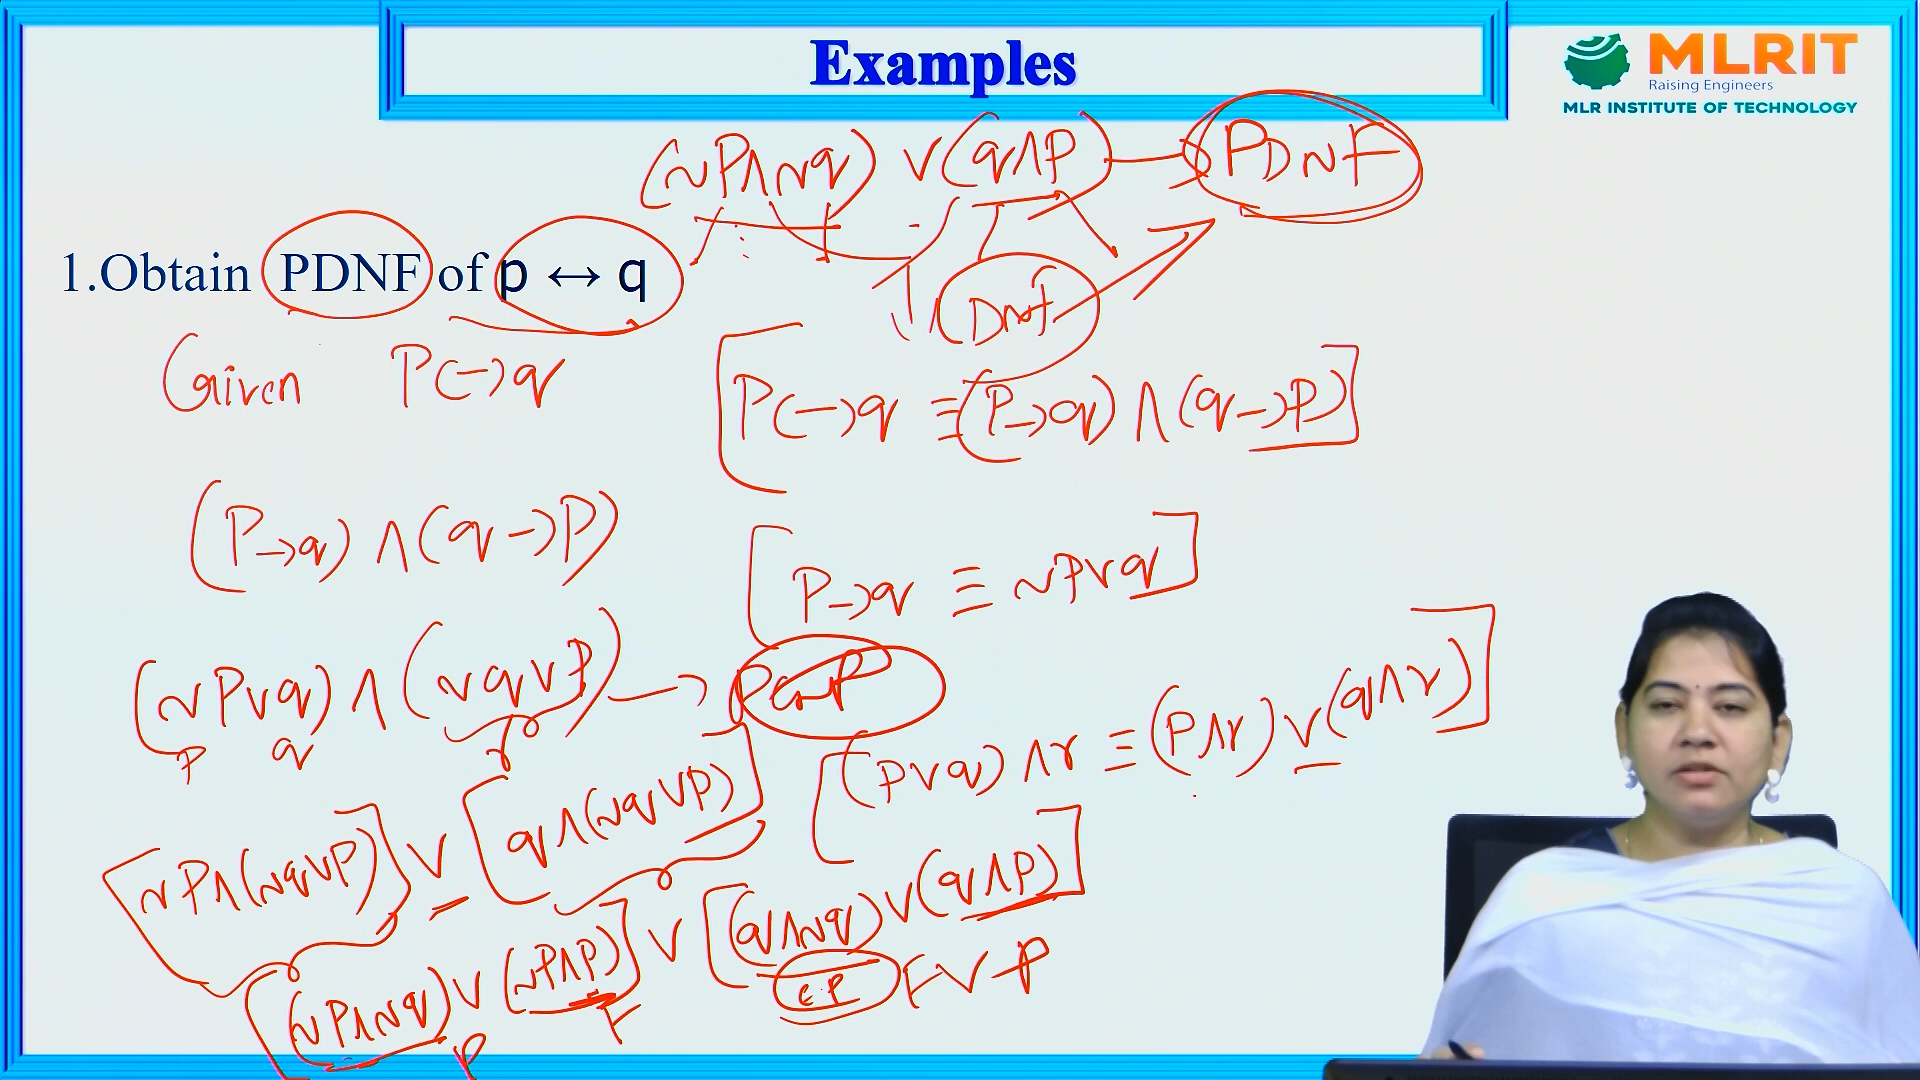 Examples
MLRIT
Raising Engineers
MLR INSTITUTE OF TECHNOLOGY
(~P∧~q) ∨ (q∧P) → PDNF
1.Obtain PDNF of p ↔ q
Dnf
Given P<->q
[P<->q ≡ (P->q) ∧ (q->P)]
(P->q) ∧ (q->P)
[P->q ≡ ~P∨q]
(~P∨q) ∧ (~q∨P) →
P q r
[(P∨q) ∧ r ≡ (P∧r) ∨ (q∧r)]
[~P∧(~q∨P)] ∨ [q∧(~q∨P)]
[(~P∧~q) ∨ (~P∧P)] ∨ [(q∧~q) ∨ (q∧P)]
P F F∨P